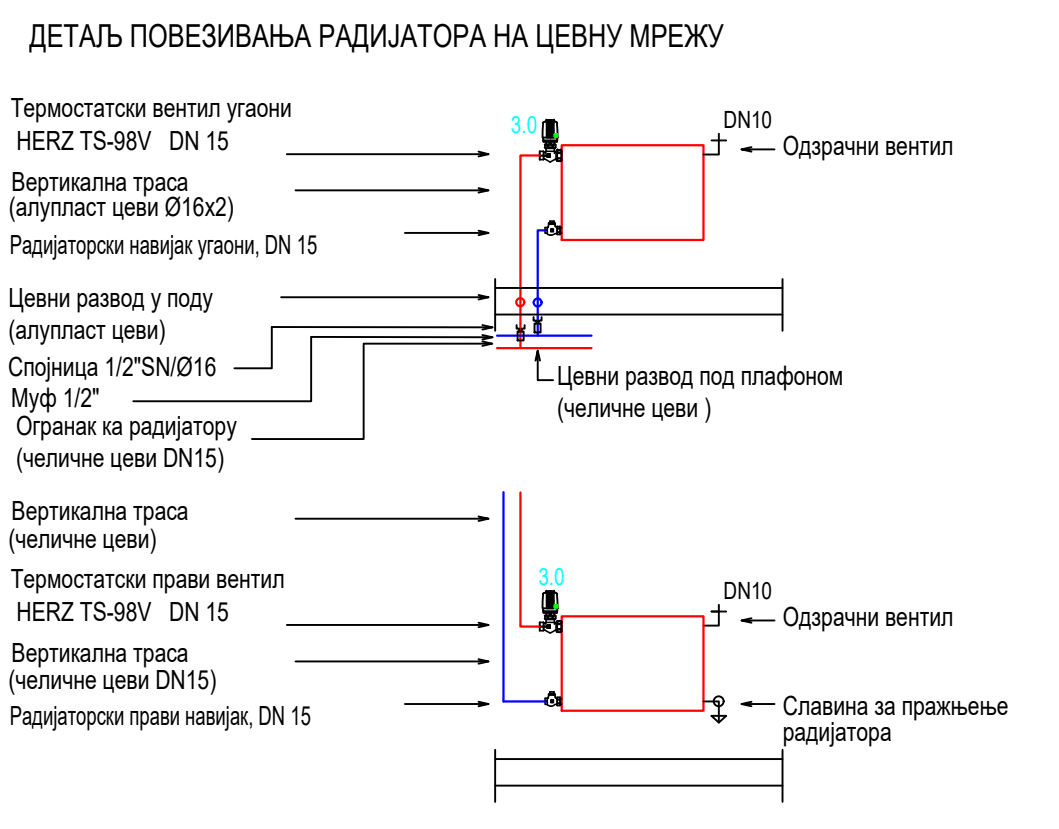 ДЕТАЉ ПОВЕЗИВАЊА РАДИЈАТОРА НА ЦЕВНУ МРЕЖУ
Термостатски вентил угаони
HERZ TS-98V DN 15
Вертикална траса
(алупласт цеви Ø16x2)
Радијаторски навијак угаони, DN 15
Цевни развод у поду
(алупласт цеви)
Спојница 1/2"SN/Ø16
Муф 1/2"
Огранак ка радијатору
(челичне цеви DN15)
3.0
DN10
Одзрачни вентил
Цевни развод под плафоном
(челичне цеви )
Вертикална траса
(челичне цеви)
Термостатски прави вентил
HERZ TS-98V DN 15
Вертикална траса
(челичне цеви DN15)
Радијаторски прави навијак, DN 15
3.0
DN10
Одзрачни вентил
Славина за пражњење
радијатора